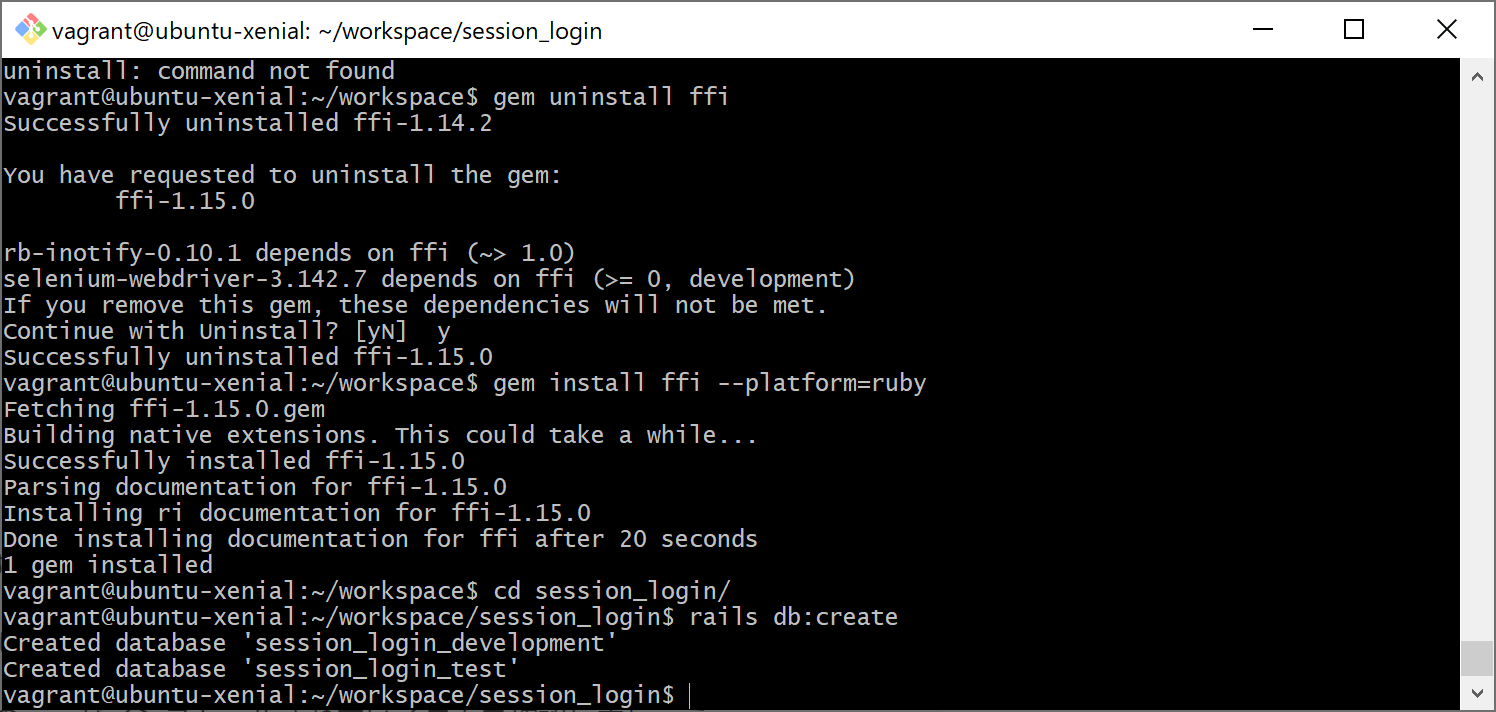 vagrant@ubuntu-xenial: ~/workspace/session_login
uninstall: command not found
vagrant@ubuntu-xenial:~/workspace$ gem uninstall ffi
Successfully uninstalled ffi-1.14.2
You have requested to uninstall the gem:
ffi-1.15.0
rb-inotify-0.10.1 depends on ffi (~> 1.0)
selenium-webdriver-3.142.7 depends on ffi (>= 0, development)
If you remove this gem, these dependencies will not be met.
Continue with Uninstall? [yN]  y
Successfully uninstalled ffi-1.15.0
vagrant@ubuntu-xenial:~/workspace$ gem install ffi --platform=ruby
Fetching ffi-1.15.0.gem
Building native extensions. This could take a while...
Successfully installed ffi-1.15.0
Parsing documentation for ffi-1.15.0
Installing ri documentation for ffi-1.15.0
Done installing documentation for ffi after 20 seconds
1 gem installed
vagrant@ubuntu-xenial:~/workspace$ cd session_login/
vagrant@ubuntu-xenial:~/workspace/session_login$ rails db:create
Created database 'session_login_development'
Created database 'session_login_test'
vagrant@ubuntu-xenial:~/workspace/session_login$